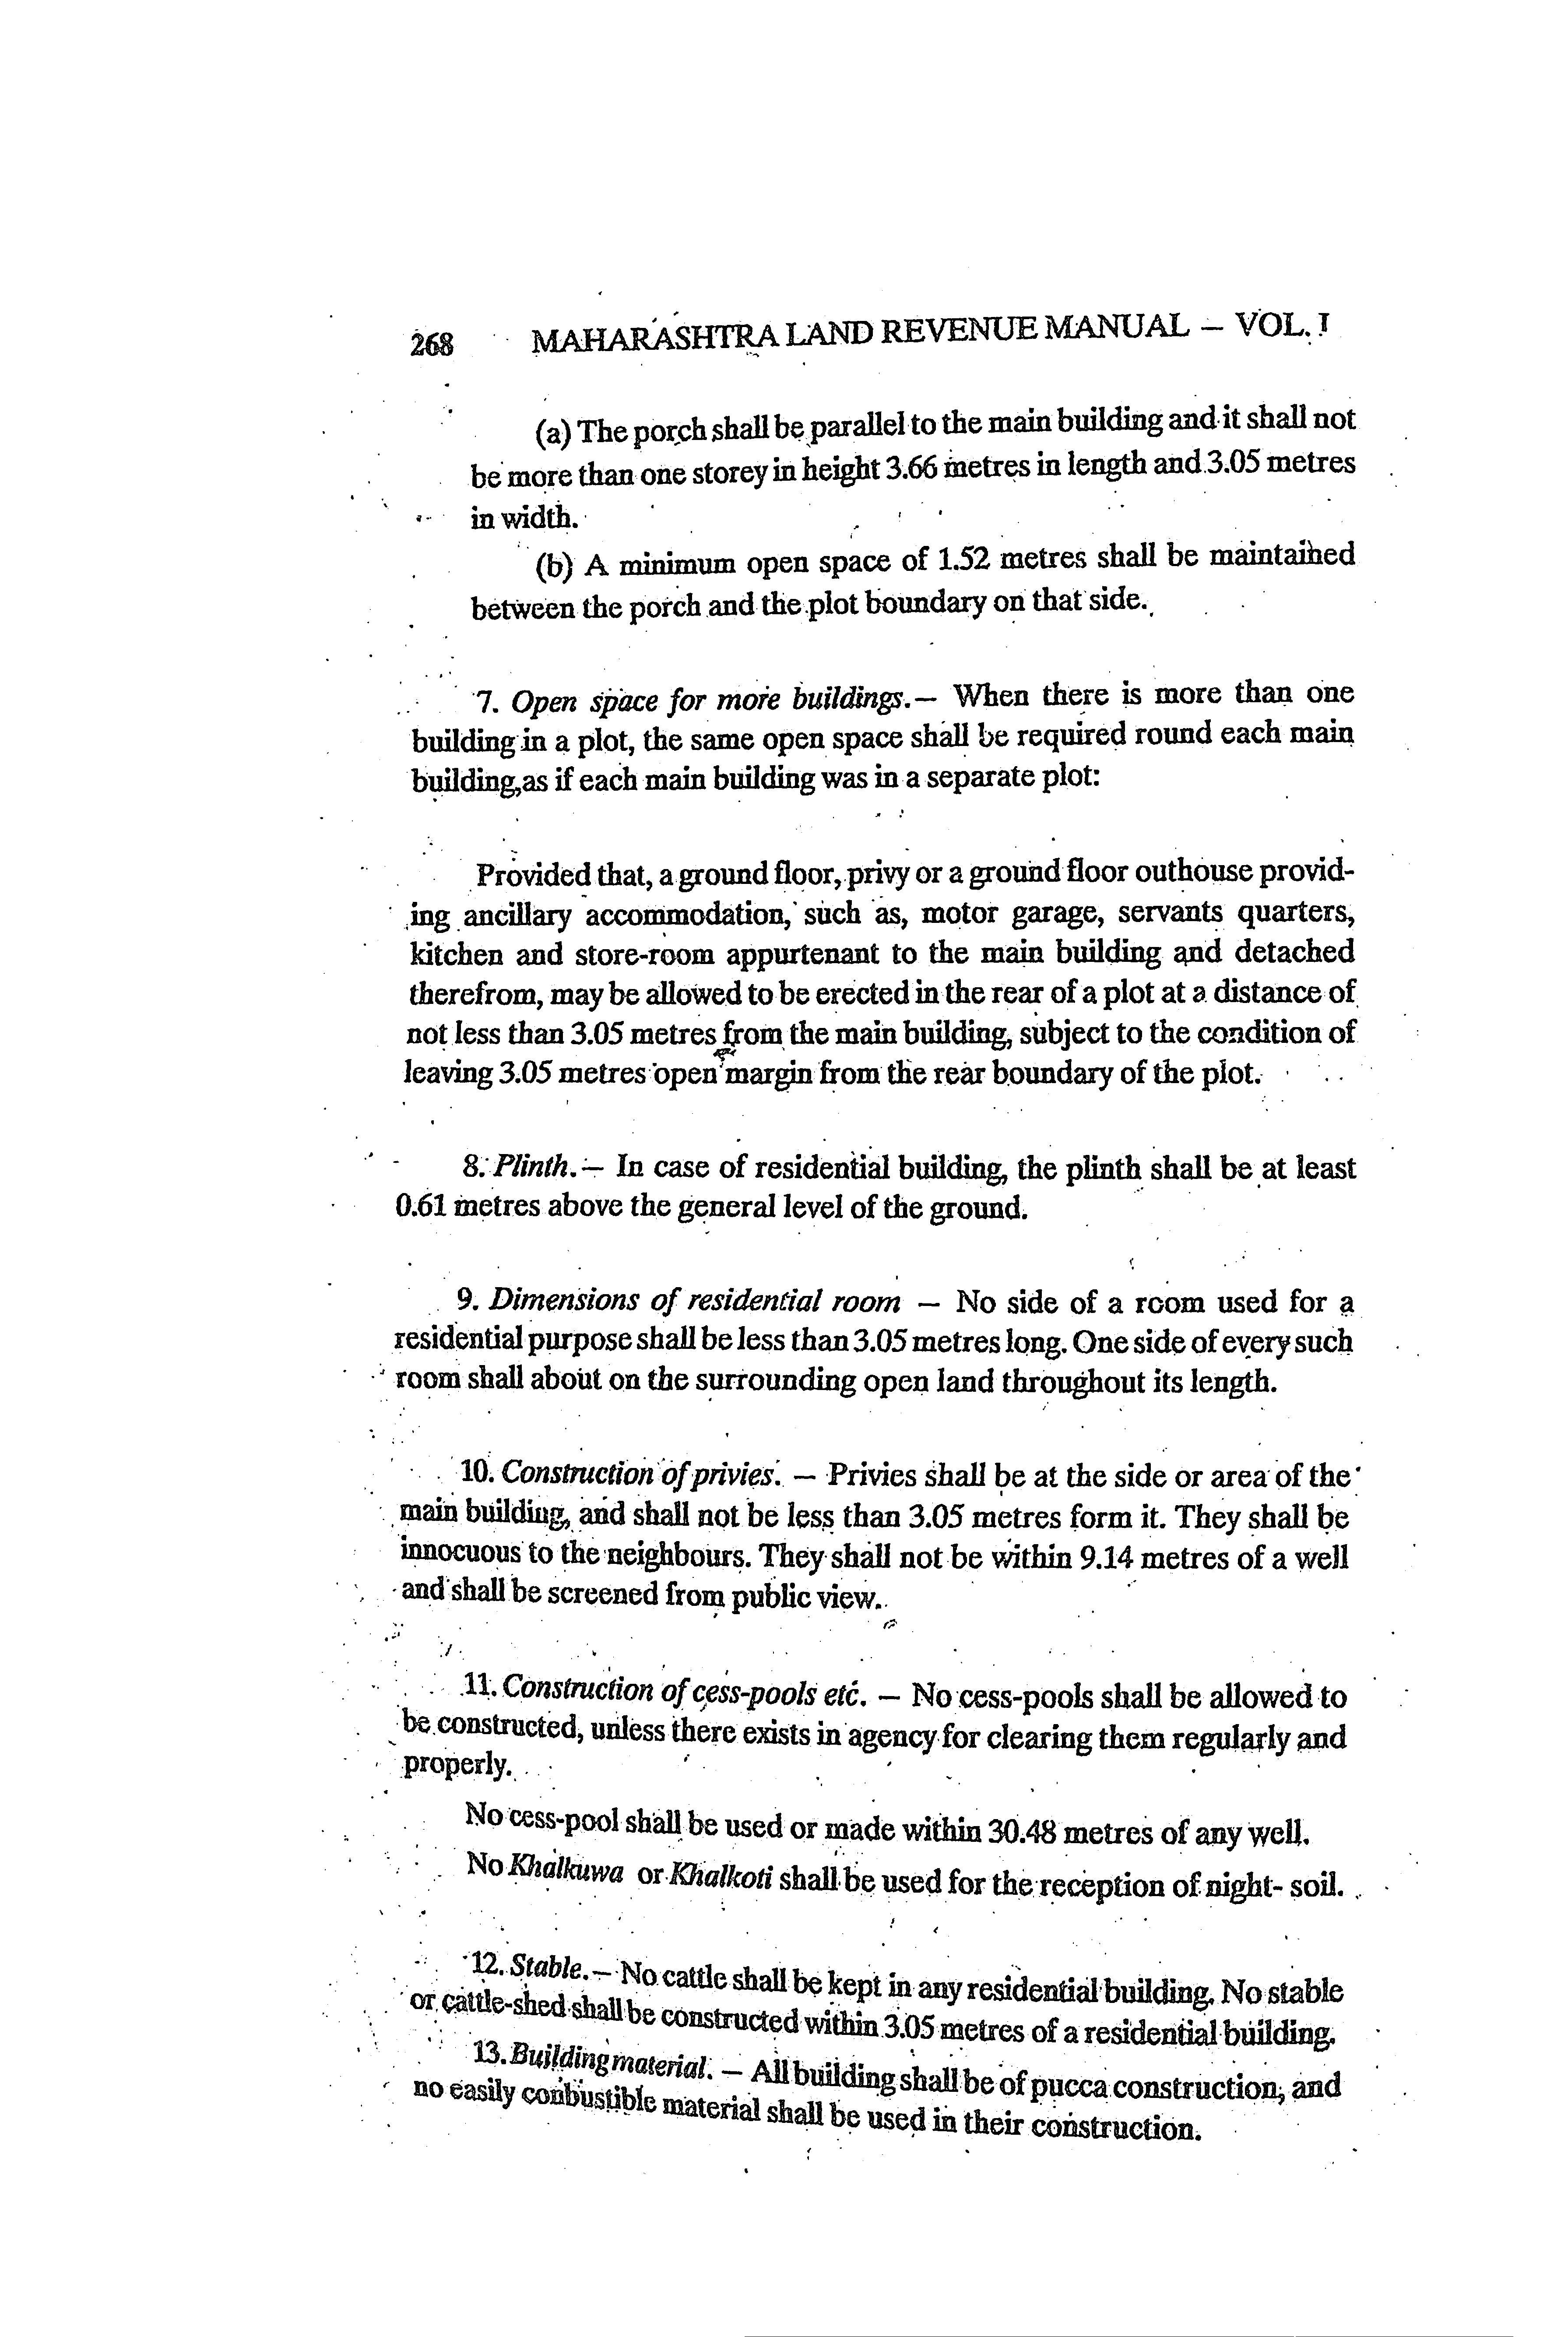 268 MAHARASHTRA LAND REVENUE MANUAL – VOL. I
(a) The porch shall be parallel to the main building and it shall not
be more than one storey in height 3.66 metres in length and 3.05 metres
in width.
(b) A minimum open space of 1.52 metres shall be maintained
between the porch and the plot boundary on that side.
7. Open space for more buildings.– When there is more than one
building in a plot, the same open space shall be required round each main
building,as if each main building was in a separate plot:
Provided that, a ground floor, privy or a ground floor outhouse provid-
ing ancillary accommodation, such as, motor garage, servants quarters,
kitchen and store-room appurtenant to the main building and detached
therefrom, may be allowed to be erected in the rear of a plot at a distance of
not less than 3.05 metres from the main building, subject to the condition of
leaving 3.05 metres open margin from the rear boundary of the plot.
8. Plinth.– In case of residential building, the plinth shall be at least
0.61 metres above the general level of the ground.
9. Dimensions of residential room – No side of a room used for a
residential purpose shall be less than 3.05 metres long. One side of every such
room shall about on the surrounding open land throughout its length.
10. Construction of privies. – Privies shall be at the side or area of the
main building, and shall not be less than 3.05 metres form it. They shall be
innocuous to the neighbours. They shall not be within 9.14 metres of a well
and shall be screened from public view.
11. Construction of cess-pools etc. – No cess-pools shall be allowed to
be constructed, unless there exists in agency for clearing them regularly and
properly.
No cess-pool shall be used or made within 30.48 metres of any well.
No Khalkuwa or Khalkoti shall be used for the reception of night- soil.
12. Stable.– No cattle shall be kept in any residential building. No stable
or cattle-shed shall be constructed within 3.05 metres of a residential building.
13. Building material. – All building shall be of pucca construction, and
no easily conbustible material shall be used in their construction.